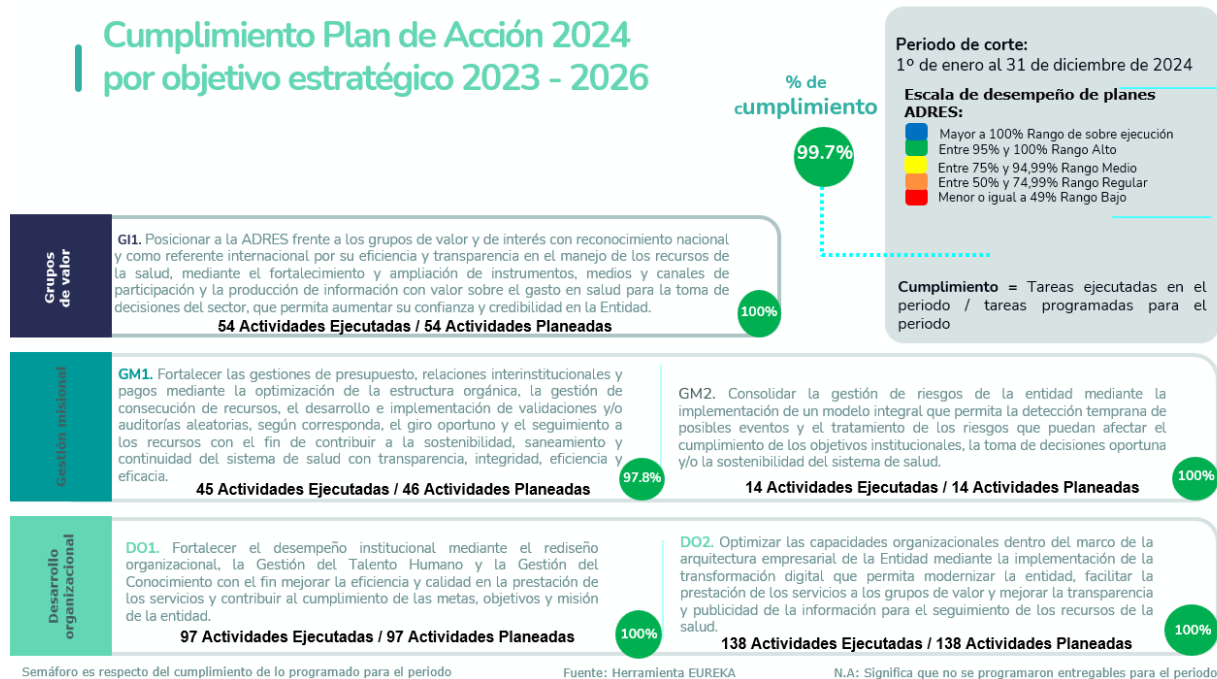 Cumplimiento Plan de Acción 2024
por objetivo estratégico 2023 - 2026
% de
cumplimiento
99.7%
Periodo de corte:
1º de enero al 31 de diciembre de 2024
Escala de desempeño de planes
ADRES:
Mayor a 100% Rango de sobre ejecución
Entre 95% y 100% Rango Alto
Entre 75% y 94,99% Rango Medio
Entre 50% y 74,99% Rango Regular
Menor o igual a 49% Rango Bajo
Cumplimiento = Tareas ejecutadas en el
periodo / tareas programadas para el
periodo
Grupos
de valor
GI1. Posicionar a la ADRES frente a los grupos de valor y de interés con reconocimiento nacional
y como referente internacional por su eficiencia y transparencia en el manejo de los recursos de
la salud, mediante el fortalecimiento y ampliación de instrumentos, medios y canales de
participación y la producción de información con valor sobre el gasto en salud para la toma de
decisiones del sector, que permita aumentar su confianza y credibilidad en la Entidad.
54 Actividades Ejecutadas / 54 Actividades Planeadas
100%
Gestión misional
GM1. Fortalecer las gestiones de presupuesto, relaciones interinstitucionales y
pagos mediante la optimización de la estructura orgánica, la gestión de
consecución de recursos, el desarrollo e implementación de validaciones y/o
auditorías aleatorias, según corresponda, el giro oportuno y el seguimiento a
los recursos con el fin de contribuir a la sostenibilidad, saneamiento y
continuidad del sistema de salud con transparencia, integridad, eficiencia y
eficacia.
45 Actividades Ejecutadas / 46 Actividades Planeadas
97.8%
GM2. Consolidar la gestión de riesgos de la entidad mediante la
implementación de un modelo integral que permita la detección temprana de
posibles eventos y el tratamiento de los riesgos que puedan afectar el
cumplimiento de los objetivos institucionales, la toma de decisiones oportuna
y/o la sostenibilidad del sistema de salud.
14 Actividades Ejecutadas / 14 Actividades Planeadas
100%
Desarrollo
organizacional
DO1. Fortalecer el desempeño institucional mediante el rediseño
organizacional, la Gestión del Talento Humano y la Gestión del
Conocimiento con el fin mejorar la eficiencia y calidad en la prestación de
los servicios y contribuir al cumplimiento de las metas, objetivos y misión
de la entidad.
97 Actividades Ejecutadas / 97 Actividades Planeadas
100%
DO2. Optimizar las capacidades organizacionales dentro del marco de la
arquitectura empresarial de la Entidad mediante la implementación de la
transformación digital que permita modernizar la entidad, facilitar la
prestación de los servicios a los grupos de valor y mejorar la transparencia
y publicidad de la información para el seguimiento de los recursos de la
salud.
138 Actividades Ejecutadas / 138 Actividades Planeadas
100%
Semáforo es respecto del cumplimiento de lo programado para el periodo
Fuente: Herramienta EUREKA
N.A: Significa que no se programaron entregables para el periodo